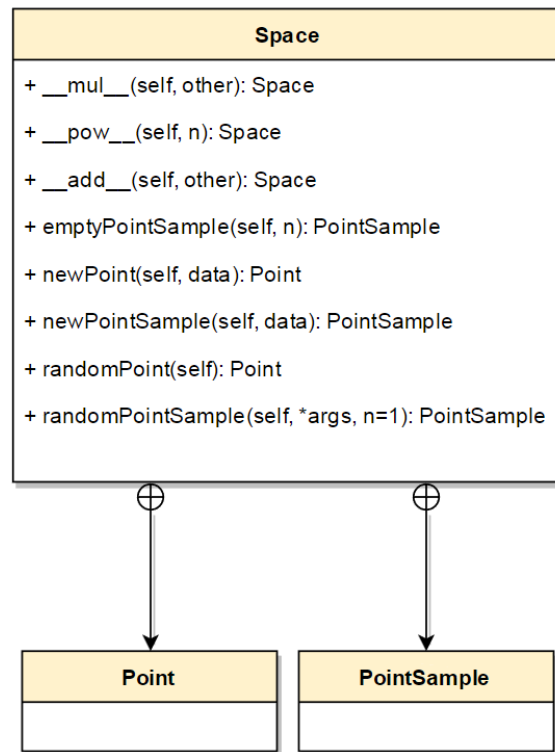 Space
+ __mul__(self, other): Space
+ __pow__(self, n): Space
+ __add__(self, other): Space
+ emptyPointSample(self, n): PointSample
+ newPoint(self, data): Point
+ newPointSample(self, data): PointSample
+ randomPoint(self): Point
+ randomPointSample(self, *args, n=1): PointSample
Point
PointSample